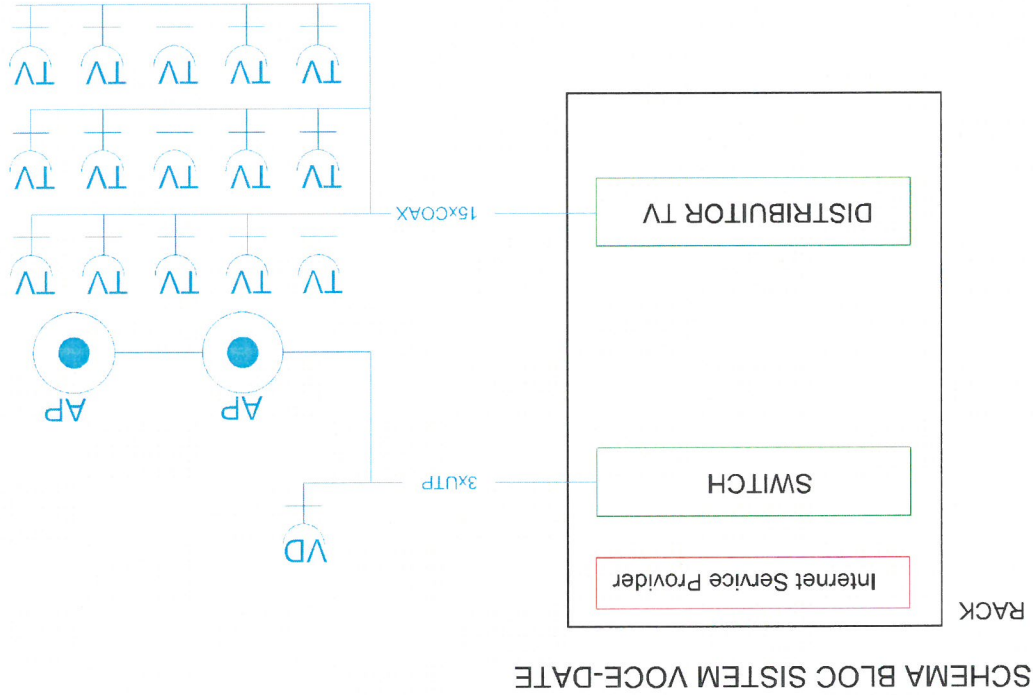 SCHEMA BLOC SISTEM VOCE-DATE
RACK
Internet Service Provider
SWITCH
3xUTP
VD
AP AP
DISTRIBUITOR TV
15xCOAX
TV TV TV TV TV
TV TV TV TV TV
TV TV TV TV TV